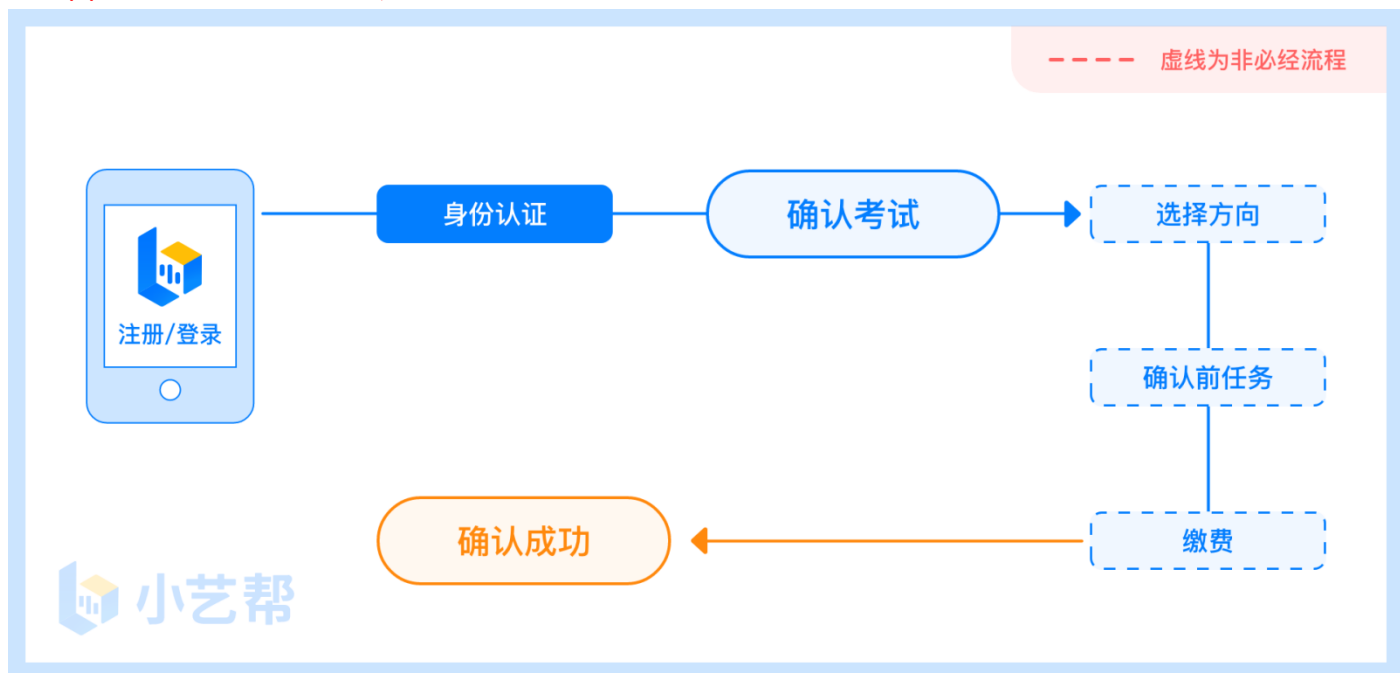 虚线为非必经流程
注册/登录
身份认证
确认考试
选择方向
确认前任务
缴费
确认成功
小艺帮